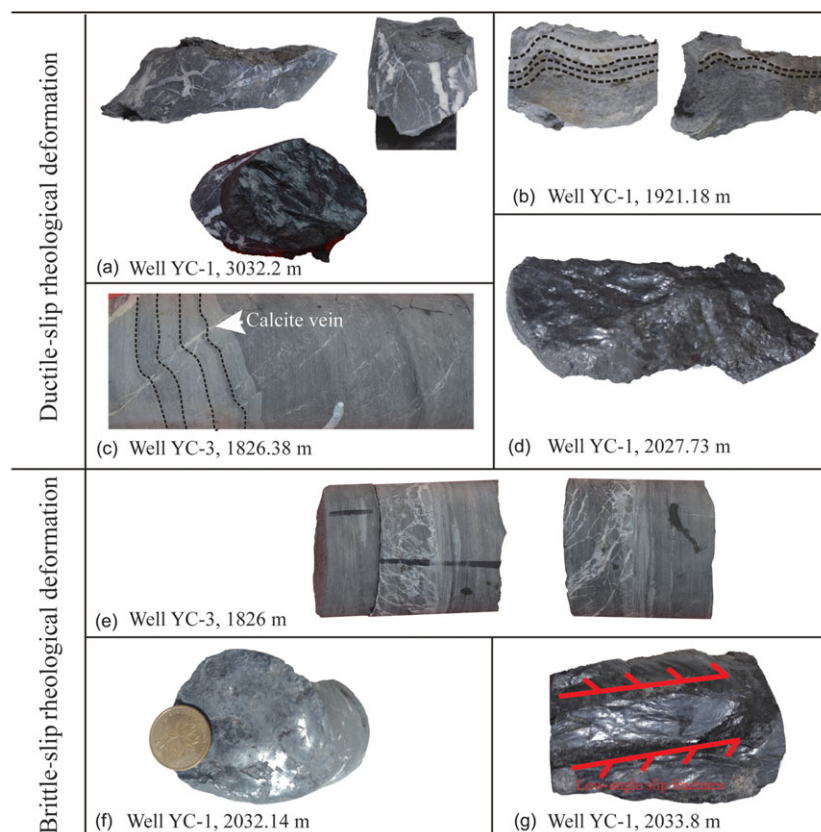 Ductile-slip rheological deformation
(a) Well YC-1, 3032.2 m
(b) Well YC-1, 1921.18 m
Calcite vein
(c) Well YC-3, 1826.38 m
(d) Well YC-1, 2027.73 m
Brittle-slip rheological deformation
(e) Well YC-3, 1826 m
(f) Well YC-1, 2032.14 m
Low-angle slip fractures
(g) Well YC-1, 2033.8 m